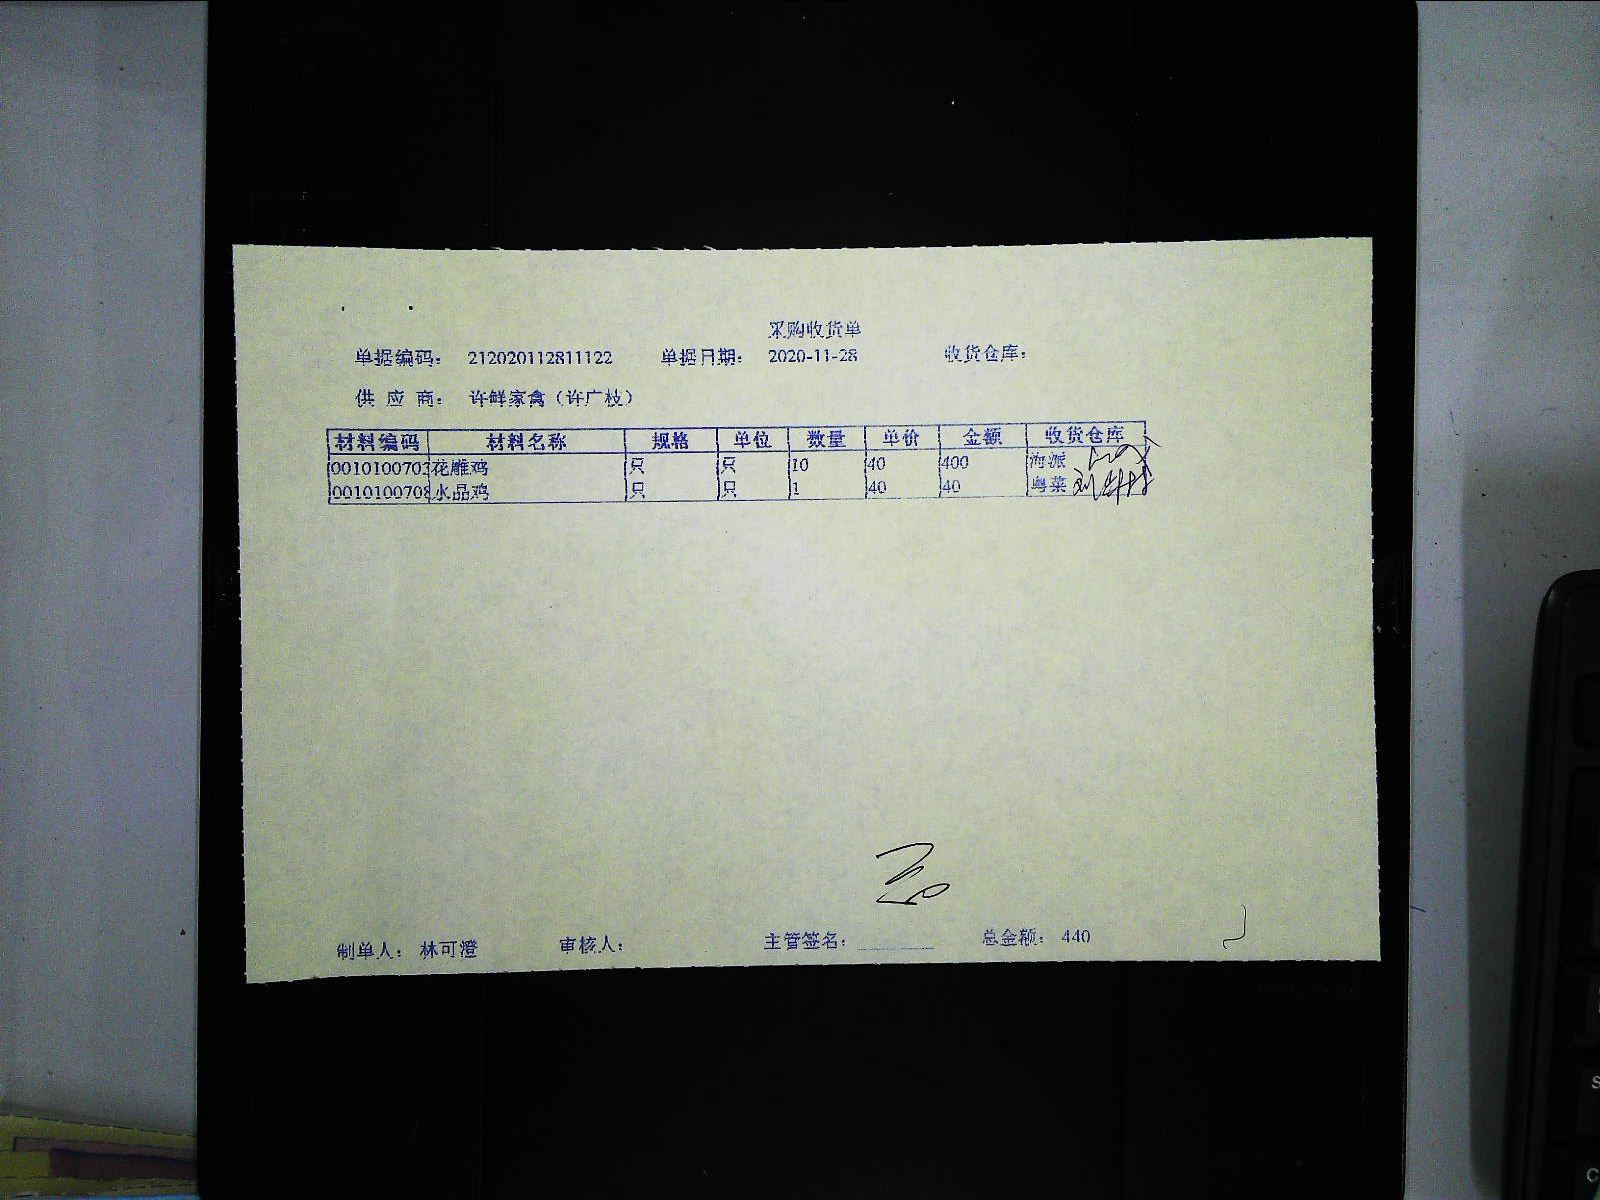 采购收货单
单据编码： 212020112811122 单据日期： 2020-11-28 收货仓库：
供 应 商： 许鲜家禽（许广枝）
材料编码 材料名称 规格 单位 数量 单价 金额 收货仓库
0010100703 花雕鸡 只 只 10 40 400 海派
0010100708 水晶鸡 只 只 1 40 40 粤菜
制单人： 林可澄 审核人： 主管签名： 总金额： 440